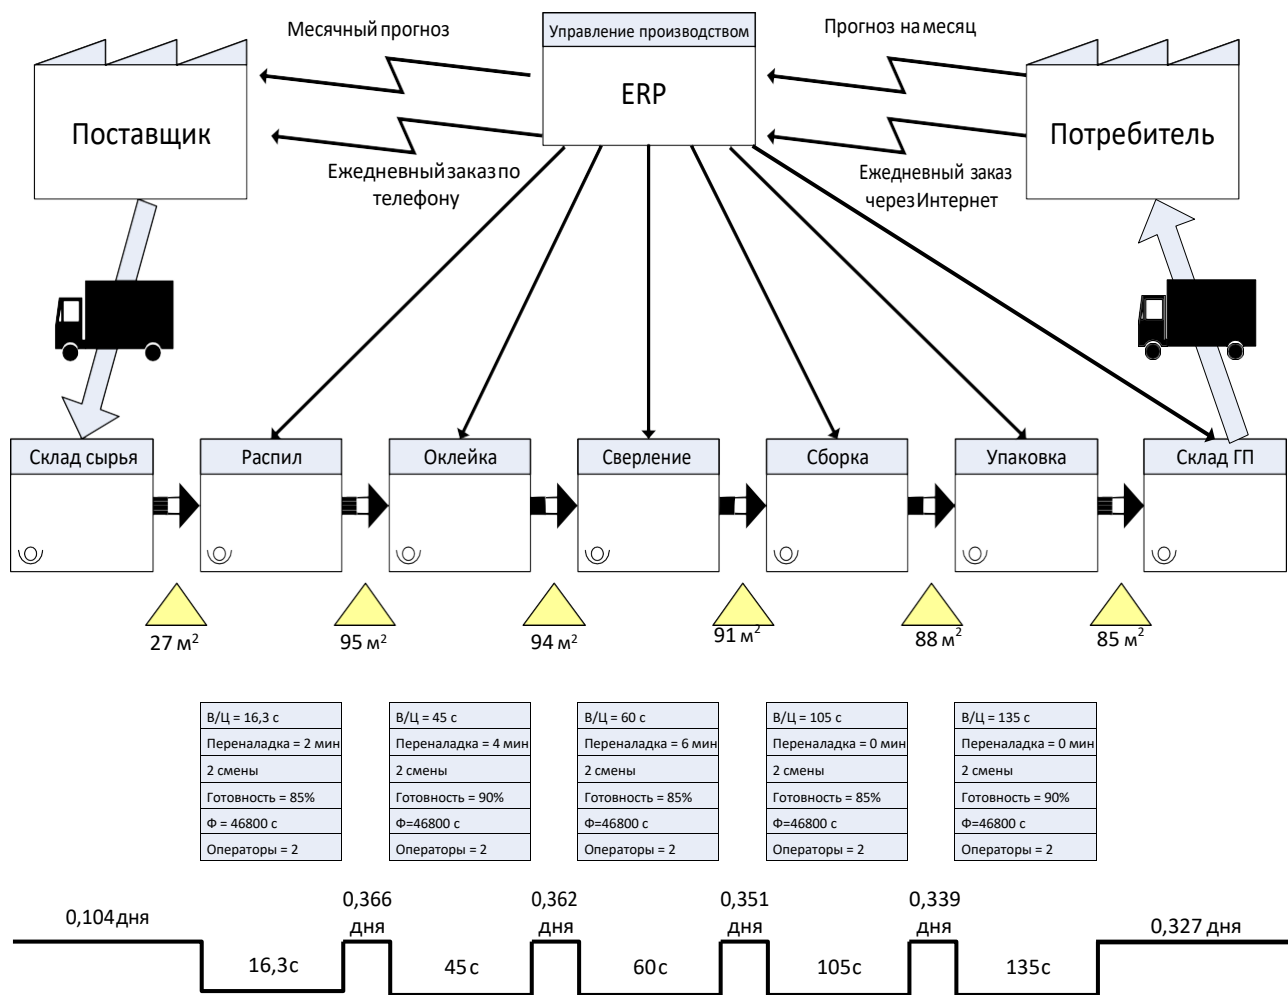 Месячный прогноз
Управление производством
Прогноз на месяц
ERP
Поставщик
Потребитель
Ежедневный заказ по
телефону
Ежедневный заказ
через Интернет
Склад сырья
Распил
Оклейка
Сверление
Сборка
Упаковка
Склад ГП
27 м²
95 м²
94 м²
91 м²
88 м²
85 м²
В/Ц = 16,3 с
Переналадка = 2 мин
2 смены
Готовность = 85%
Ф = 46800 с
Операторы = 2
В/Ц = 45 с
Переналадка = 4 мин
2 смены
Готовность = 90%
Ф=46800 с
Операторы = 2
В/Ц = 60 с
Переналадка = 6 мин
2 смены
Готовность = 85%
Ф=46800 с
Операторы = 2
В/Ц = 105 с
Переналадка = 0 мин
2 смены
Готовность = 85%
Ф=46800 с
Операторы = 2
В/Ц = 135 с
Переналадка = 0 мин
2 смены
Готовность = 90%
Ф=46800 с
Операторы = 2
0,104 дня
16,3 с
0,366
дня
45 с
0,362
дня
60 с
0,351
дня
105 с
0,339
дня
135 с
0,327 дня